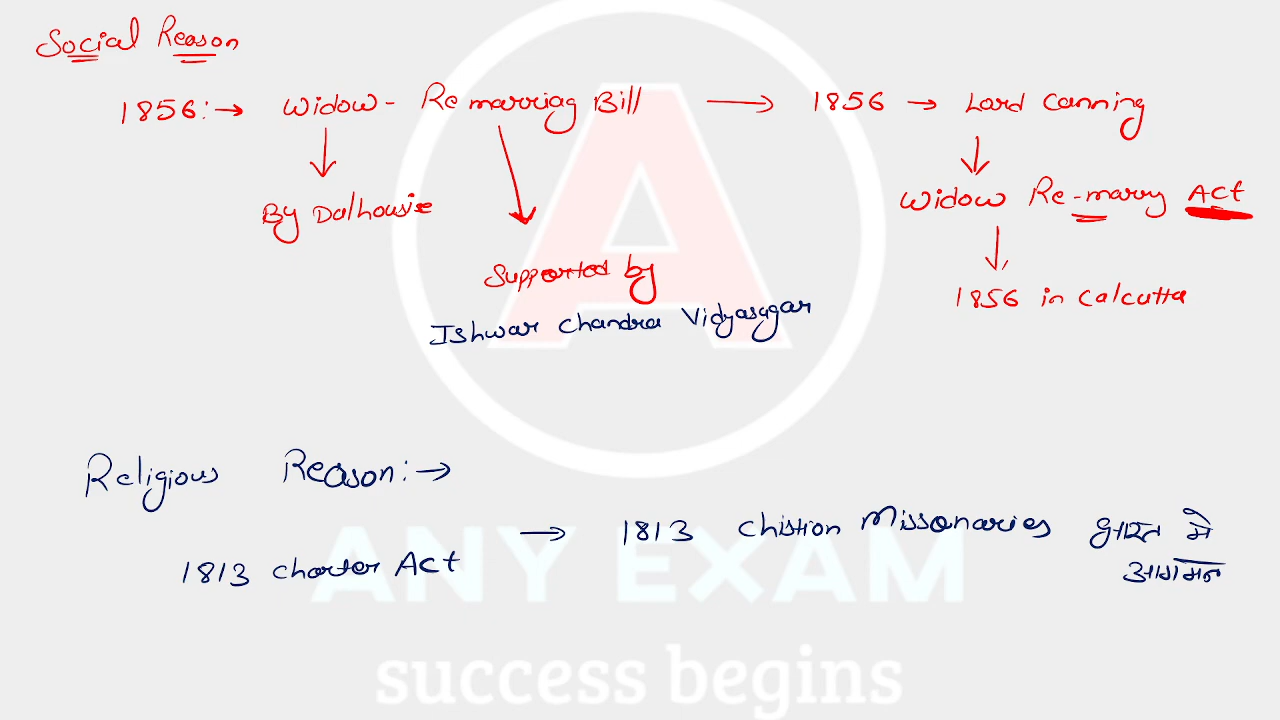 Social Reason
1856:→ Widow - Re marriag Bill → 1856 → Lord Canning
By Dalhousie
Widow Re-marry Act
Supported by
1856 in Calcutta
Ishwar Chandra Vidyasagar
Religious Reason:→
1813 Charter Act → 1813 Chistion Missonaries भारत मे
आगमन
ANY EXAM
success begins